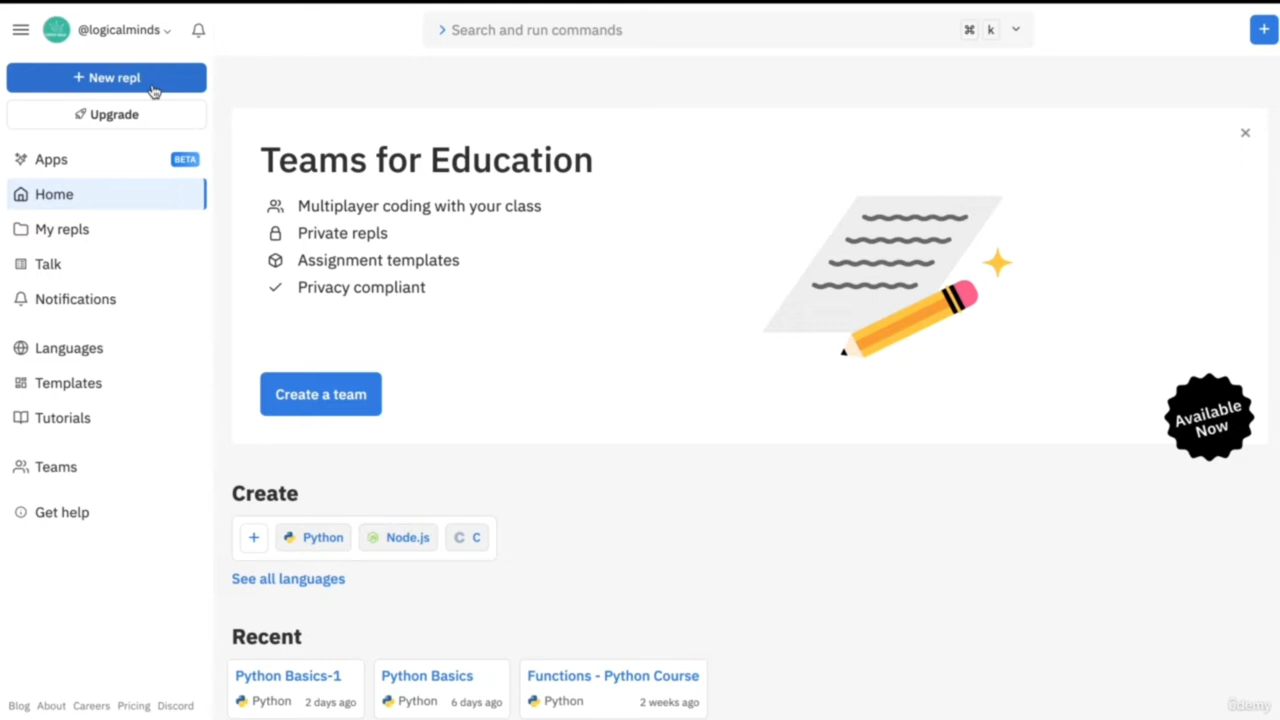 @logicalminds
Search and run commands
⌘ k
+
+ New repl
Upgrade
Apps BETA
Home
My repls
Talk
Notifications
Languages
Templates
Tutorials
Teams
Get help
Blog About Careers Pricing Discord
Teams for Education
Multiplayer coding with your class
Private repls
Assignment templates
Privacy compliant
Create a team
Available
Now
Create
+ Python Node.js C
See all languages
Recent
Python Basics-1
Python 2 days ago
Python Basics
Python 6 days ago
Functions - Python Course
Python 2 weeks ago
ûdemy